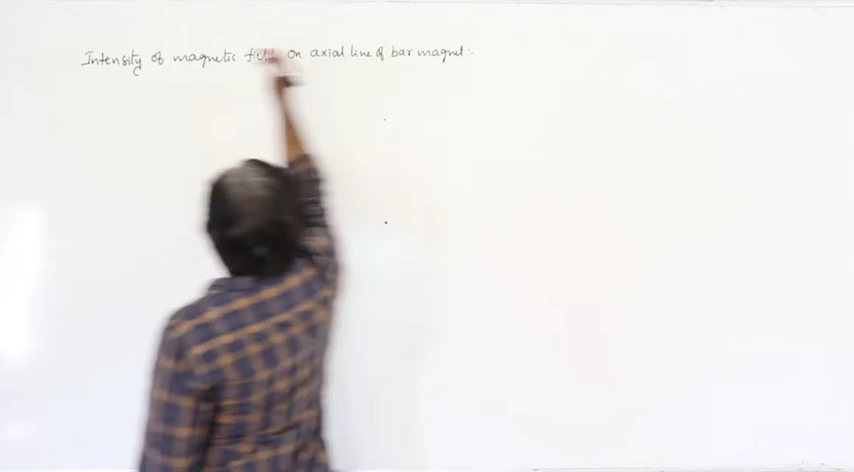 Intensity of magnetic field on axial line of bar magnet:-